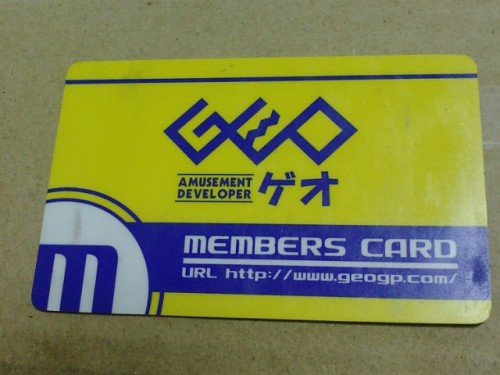 GEO
AMUSEMENT
DEVELOPER
ゲオ
m
MEMBERS CARD
URL http://www.geogp.com/